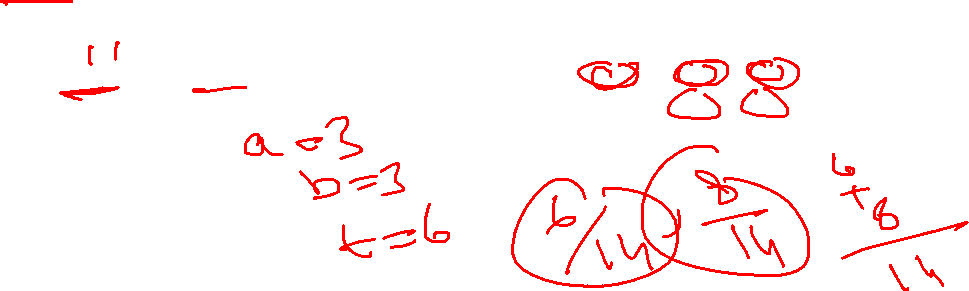 11
a = 3
b = 3
t = 6
6/14
8/14
6
+ 8
14